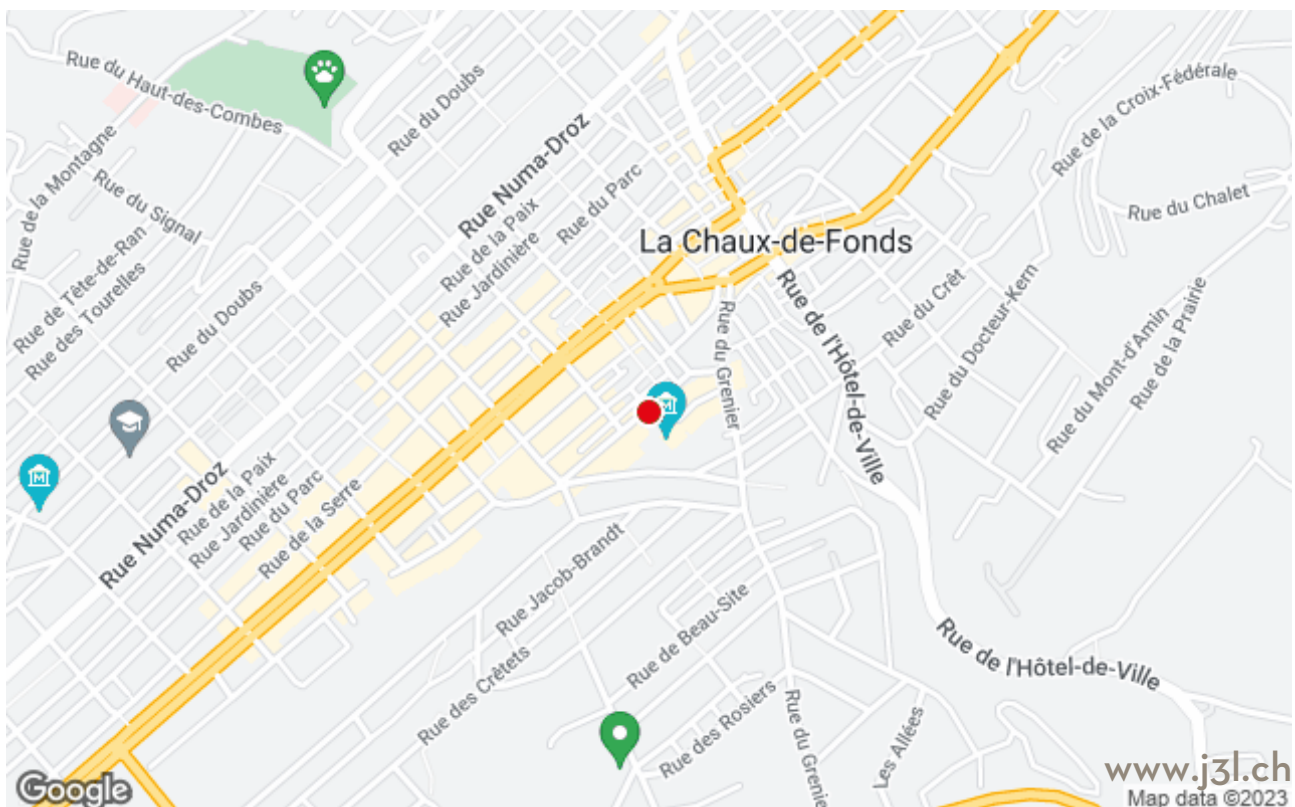 Rue du Haut-des-Combes
Rue du Doubs
Rue Numa-Droz
Rue de la Croix-Fédérale
Rue de la Montagne
Rue du Parc
Rue du Signal
Rue du Chalet
Rue de la Paix
La Chaux-de-Fonds
Rue Jardinière
Rue de Tête-de-Ran
Rue des Tourelles
Rue du Doubs
Rue du Crêt
Rue du Grenier
Rue de l'Hôtel-de-Ville
Rue du Docteur-Kern
Rue du Mont-d'Amin
Rue de la Prairie
M
M
Rue Numa-Droz
Rue de la Paix
Rue Jardinière
Rue du Parc
Rue de la Serre
Rue Jacob-Brandt
Rue de Beau-Site
Rue des Crêtets
Rue de l'Hôtel-de-Ville
Rue des Rosiers
Rue du Grenier
Les Allées
www.j3l.ch
Google
Map data ©2023